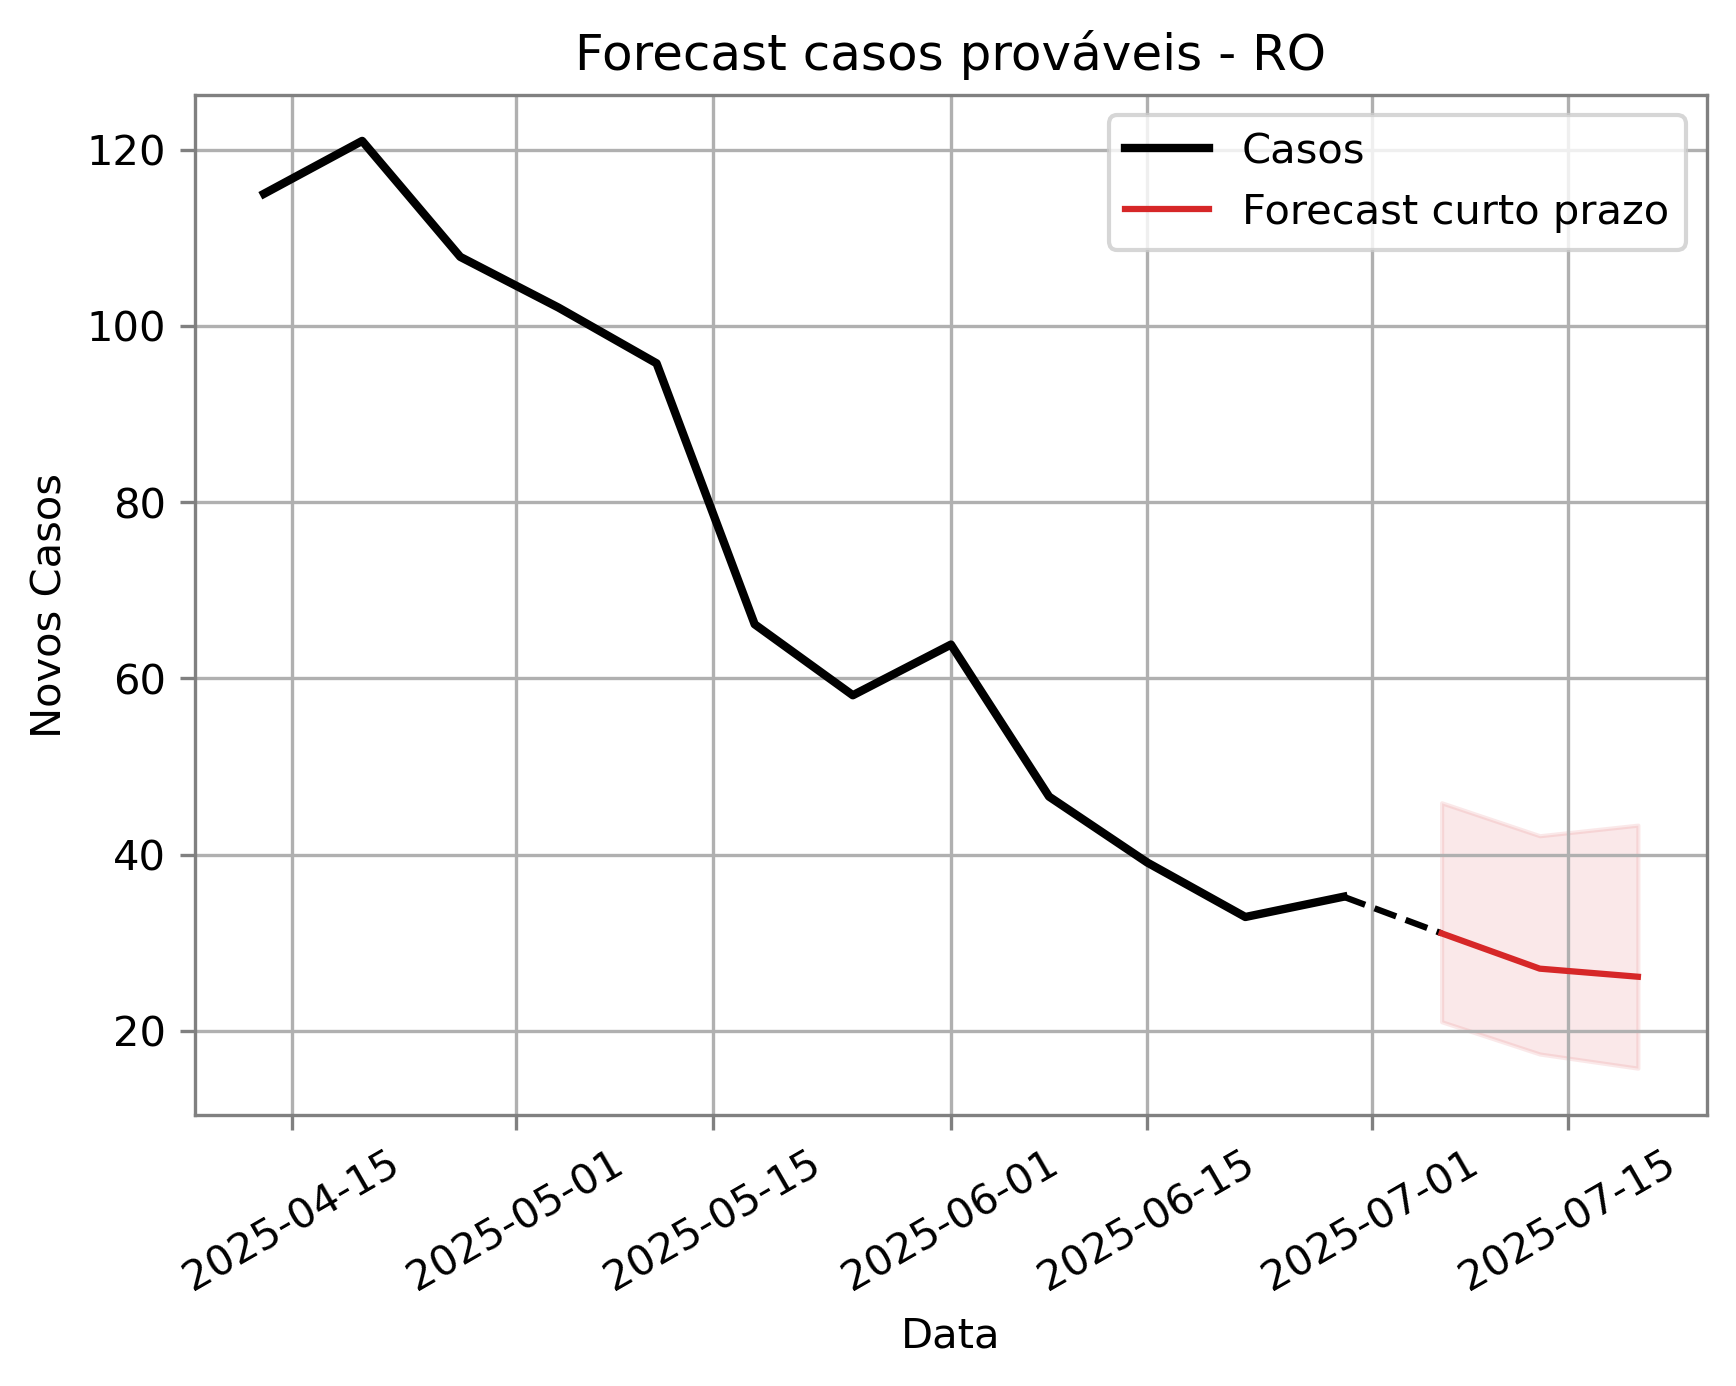 Forecast casos prováveis - RO
Casos
Forecast curto prazo
120
100
80
60
40
20
Novos Casos
2025-04-15
2025-05-01
2025-05-15
2025-06-01
2025-06-15
2025-07-01
2025-07-15
Data